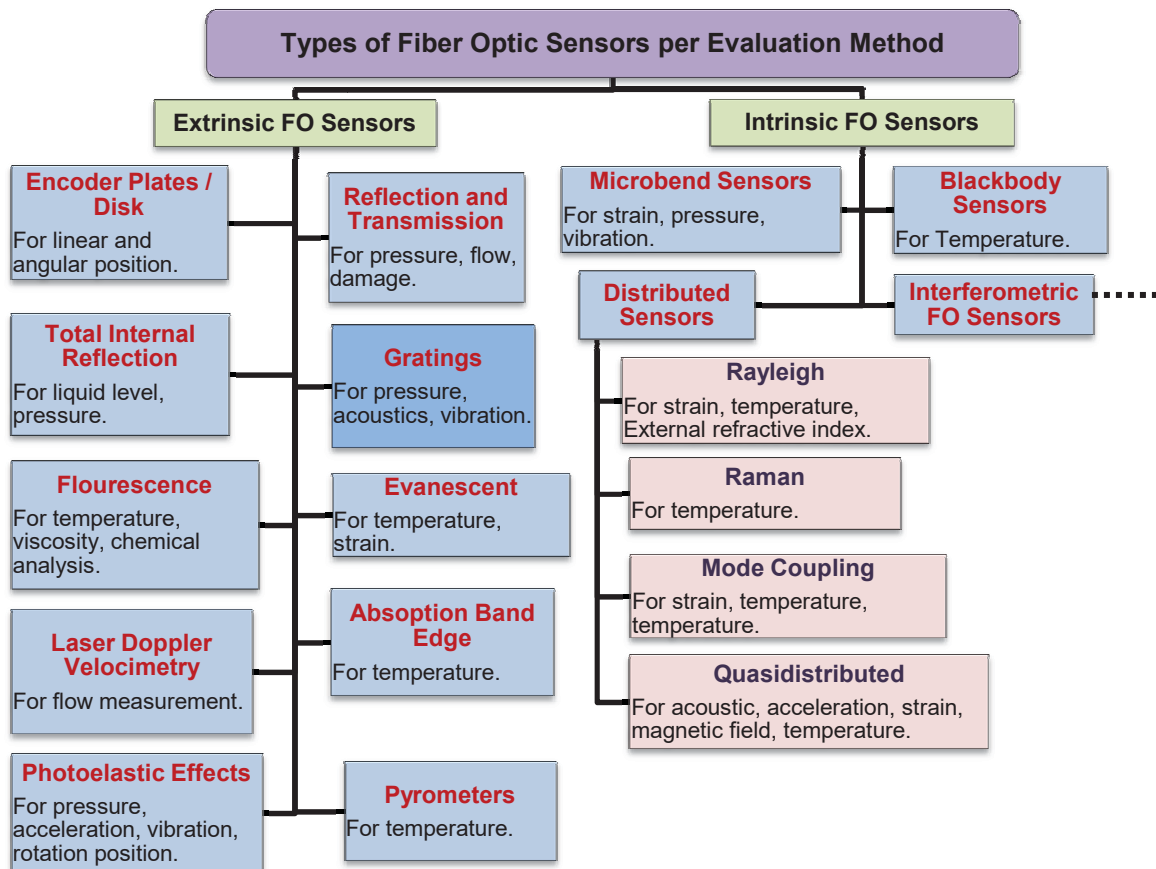 Types of Fiber Optic Sensors per Evaluation Method
Extrinsic FO Sensors
Encoder Plates /
Disk
For linear and
angular position.
Reflection and
Transmission
For pressure, flow,
damage.
Total Internal
Reflection
For liquid level,
pressure.
Gratings
For pressure,
acoustics, vibration.
Flourescence
For temperature,
viscosity, chemical
analysis.
Evanescent
For temperature,
strain.
Laser Doppler
Velocimetry
For flow measurement.
Absoption Band
Edge
For temperature.
Photoelastic Effects
For pressure,
acceleration, vibration,
rotation position.
Pyrometers
For temperature.
Intrinsic FO Sensors
Microbend Sensors
For strain, pressure,
vibration.
Blackbody
Sensors
For Temperature.
Distributed
Sensors
Interferometric
FO Sensors
Rayleigh
For strain, temperature,
External refractive index.
Raman
For temperature.
Mode Coupling
For strain, temperature,
temperature.
Quasidistributed
For acoustic, acceleration, strain,
magnetic field, temperature.